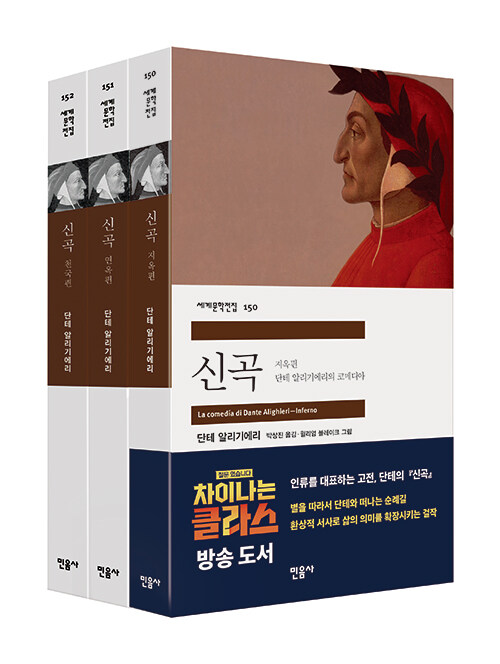 152
세계
문학
전집
신곡
천국편
단테 알리기에리
민음사
151
세계
문학
전집
신곡
연옥편
단테 알리기에리
민음사
150
세계
문학
전집
신곡
지옥편
단테 알리기에리
민음사
세계문학전집 150
신곡
지옥편
단테 알리기에리의 코메디아
La comedia di Dante Alighieri—Inferno
단테 알리기에리 박상진 옮김·윌리엄 블레이크 그림
질문 있습니다
차이나는
클라스
방송 도서
인류를 대표하는 고전, 단테의 『신곡』
별을 따라서 단테와 떠나는 순례길
환상적 서사로 삶의 의미를 확장시키는 걸작
민음사